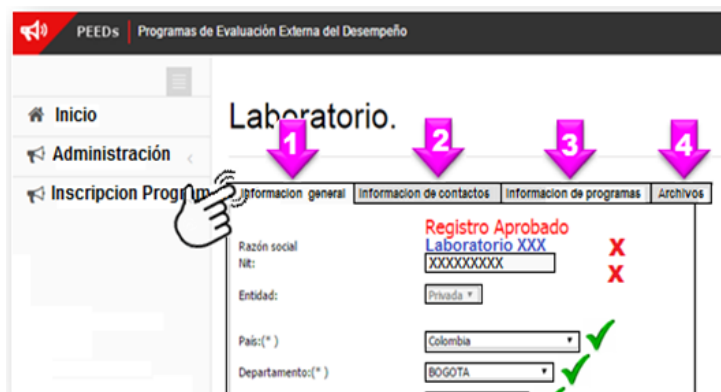 PEEDs Programas de Evaluación Externa del Desempeño
Inicio
Administración
Inscripcion Program
Laboratorio.
1 2 3 4
Informacion general Informacion de contactos Informacion de programas Archivos
Registro Aprobado
Razón social Laboratorio XXX X
Nit: XXXXXXXXX X
Entidad: Privada
País:(* ) Colombia
Departamento:(* ) BOGOTA